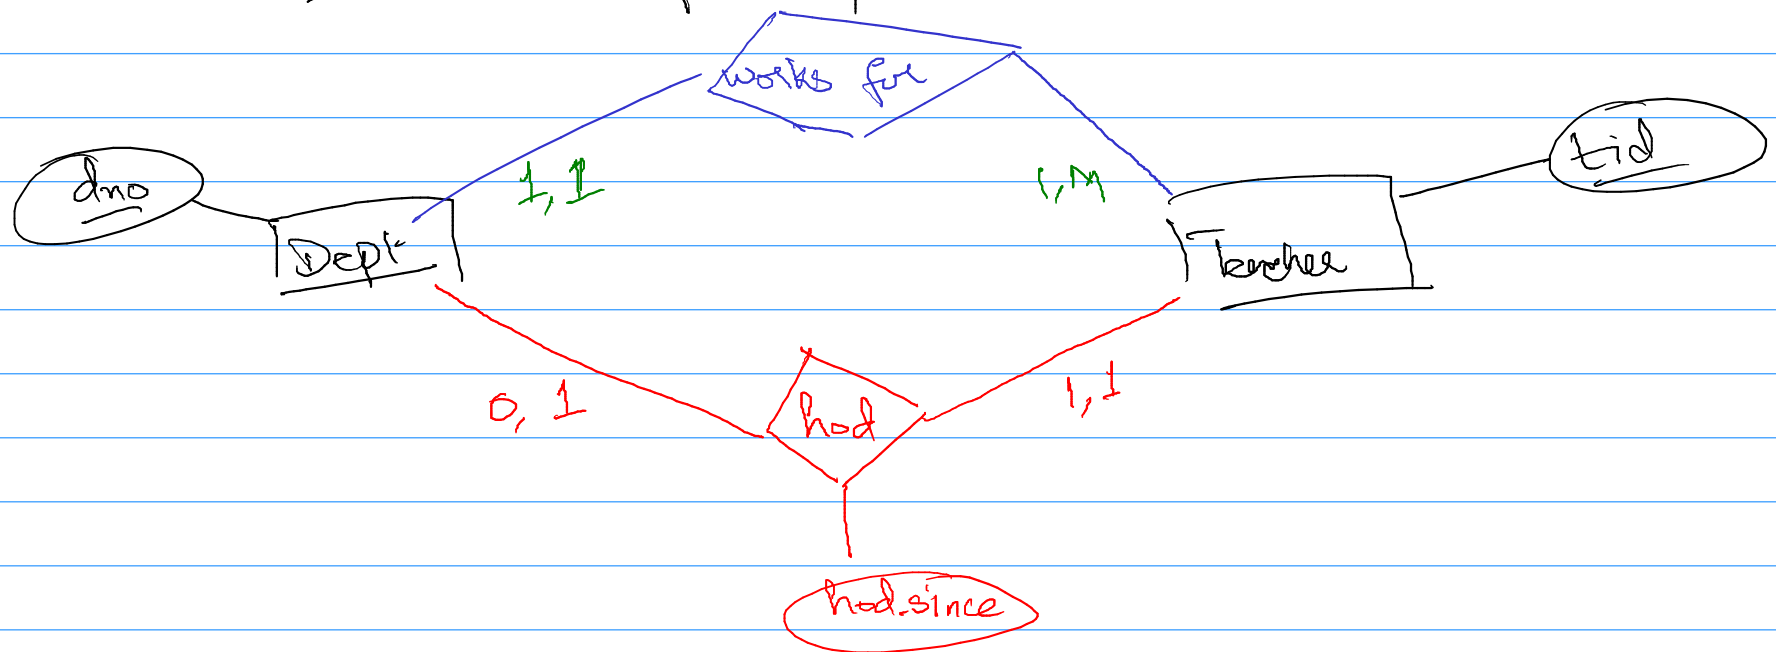 works for
tid
dno
1,1
1,M
Dept
Teacher
0,1
1,1
hod
hod_since